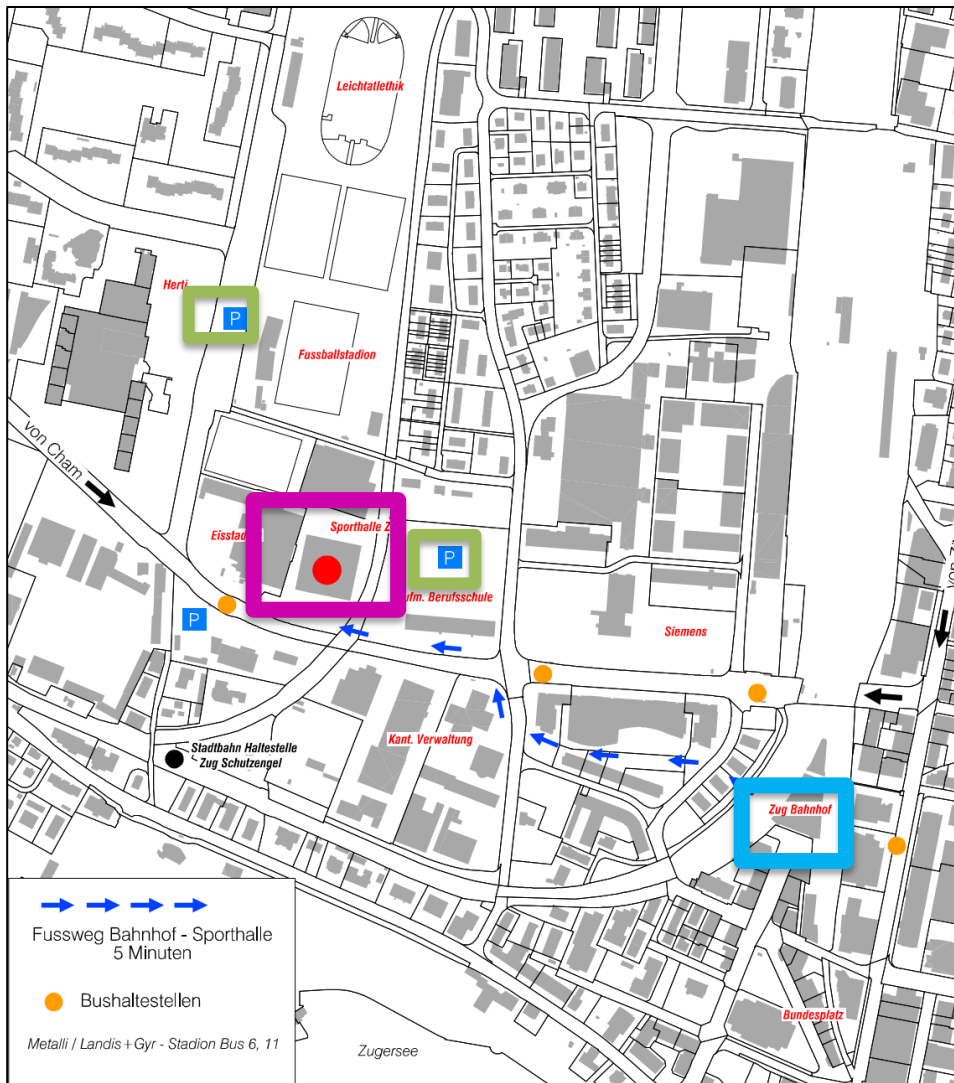 Leichtatlethik
Herti
P
Fussballstadion
von Cham
Sporthalle
P
Berufsschule
P
Siemens
Stadtbahn Haltestelle
Zug Schutzengel
Kant. Verwaltung
Zug Bahnhof
Fussweg Bahnhof - Sporthalle
5 Minuten
Bushaltestellen
Metalli / Landis+Gyr - Stadion Bus 6, 11
Zugersee
Bundesplatz